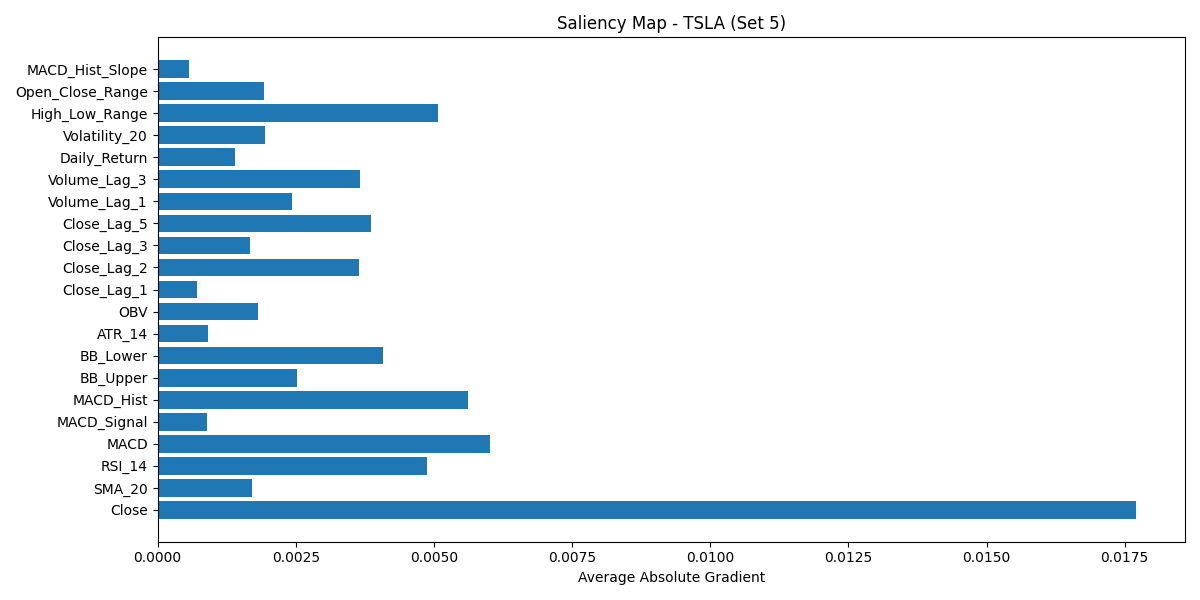 Saliency Map - TSLA (Set 5)
MACD_Hist_Slope
Open_Close_Range
High_Low_Range
Volatility_20
Daily_Return
Volume_Lag_3
Volume_Lag_1
Close_Lag_5
Close_Lag_3
Close_Lag_2
Close_Lag_1
OBV
ATR_14
BB_Lower
BB_Upper
MACD_Hist
MACD_Signal
MACD
RSI_14
SMA_20
Close
0.0000 0.0025 0.0050 0.0075 0.0100 0.0125 0.0150 0.0175
Average Absolute Gradient